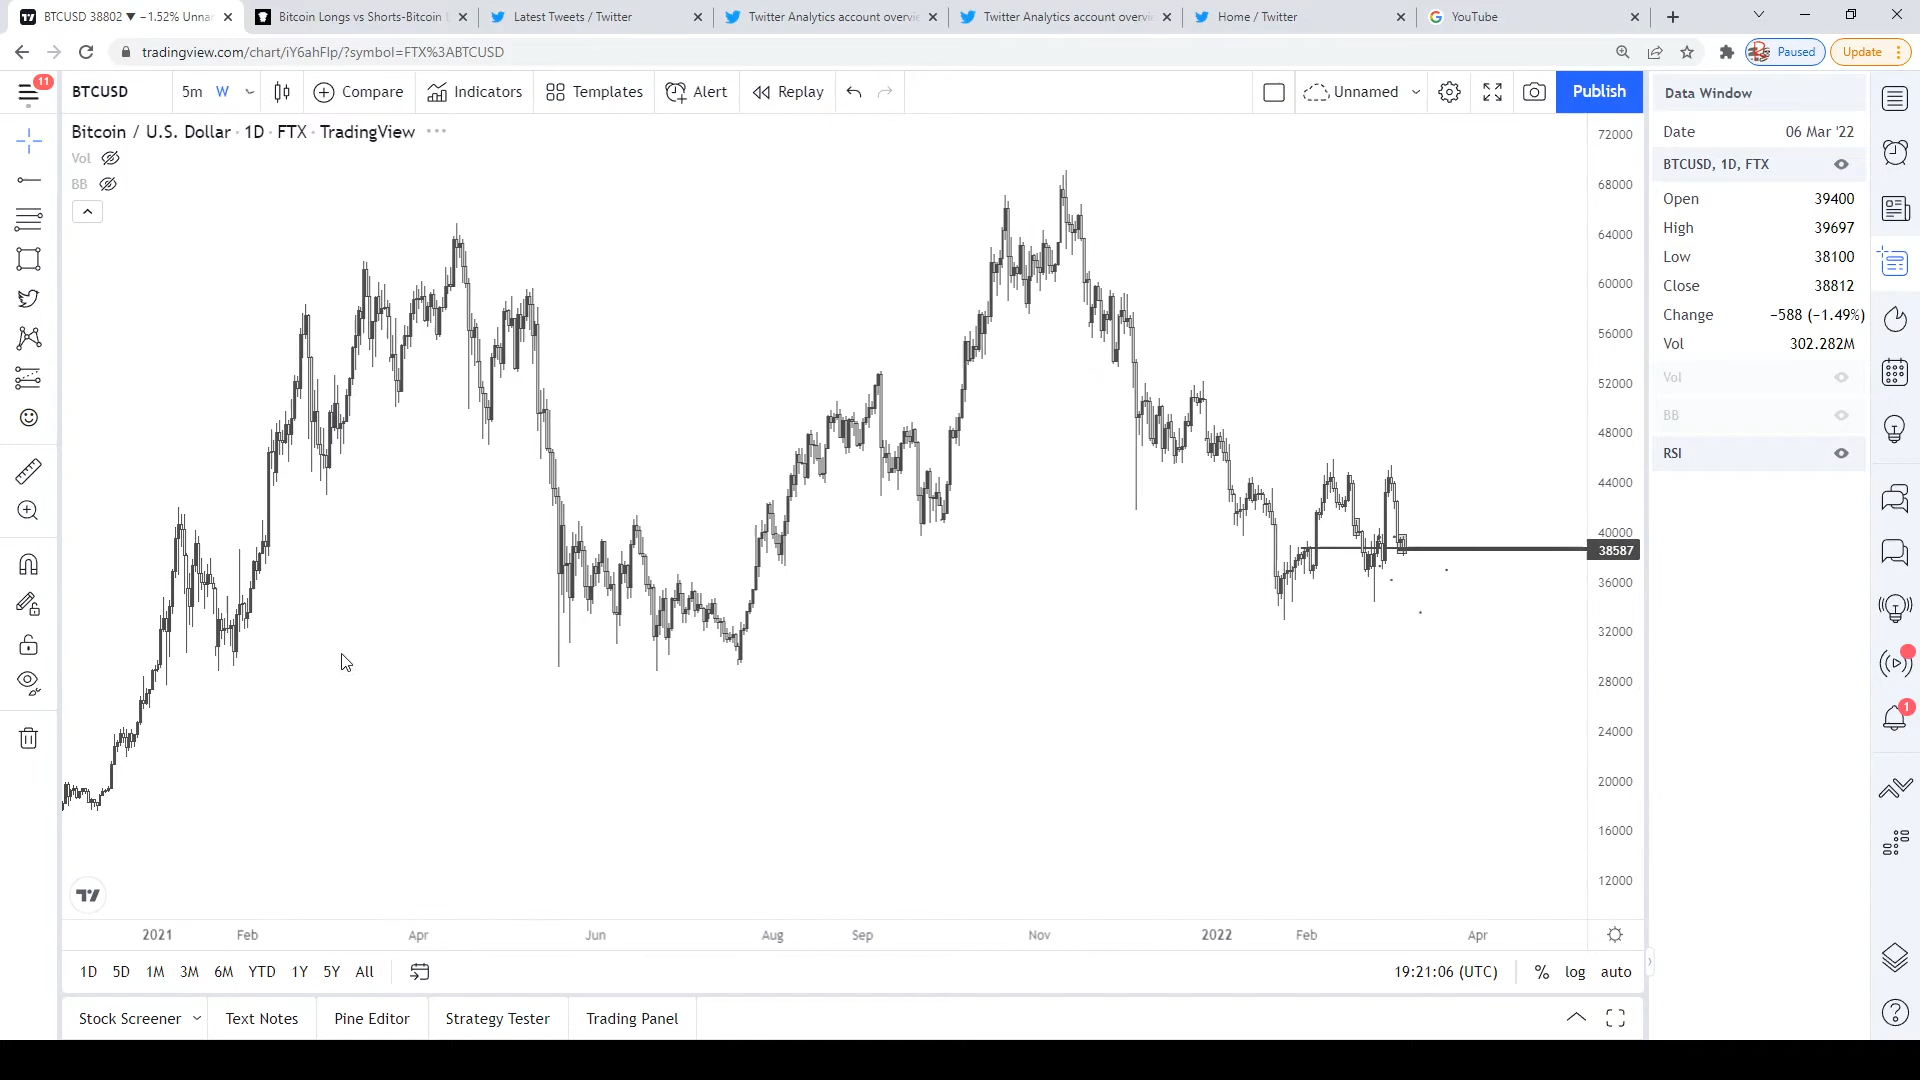 BTCUSD 38802 ▼ −1.52% Unna
Bitcoin Longs vs Shorts-Bitcoin
Latest Tweets / Twitter
Twitter Analytics account overvie
Twitter Analytics account overvi
Home / Twitter
YouTube
tradingview.com/chart/iY6ahFIp/?symbol=FTX%3ABTCUSD
Paused
Update
11
BTCUSD
5m
W
Compare
Indicators
Templates
Alert
Replay
Unnamed
Publish
Bitcoin / U.S. Dollar · 1D · FTX · TradingView
Vol
BB
72000
68000
64000
60000
56000
52000
48000
44000
40000
38587
36000
32000
28000
24000
20000
16000
12000
Data Window
Date 06 Mar '22
BTCUSD, 1D, FTX
Open 39400
High 39697
Low 38100
Close 38812
Change −588 (−1.49%)
Vol 302.282M
Vol
BB
RSI
1
2021 Feb Apr Jun Aug Sep Nov 2022 Feb Apr
1D 5D 1M 3M 6M YTD 1Y 5Y All
19:21:06 (UTC) % log auto
Stock Screener Text Notes Pine Editor Strategy Tester Trading Panel